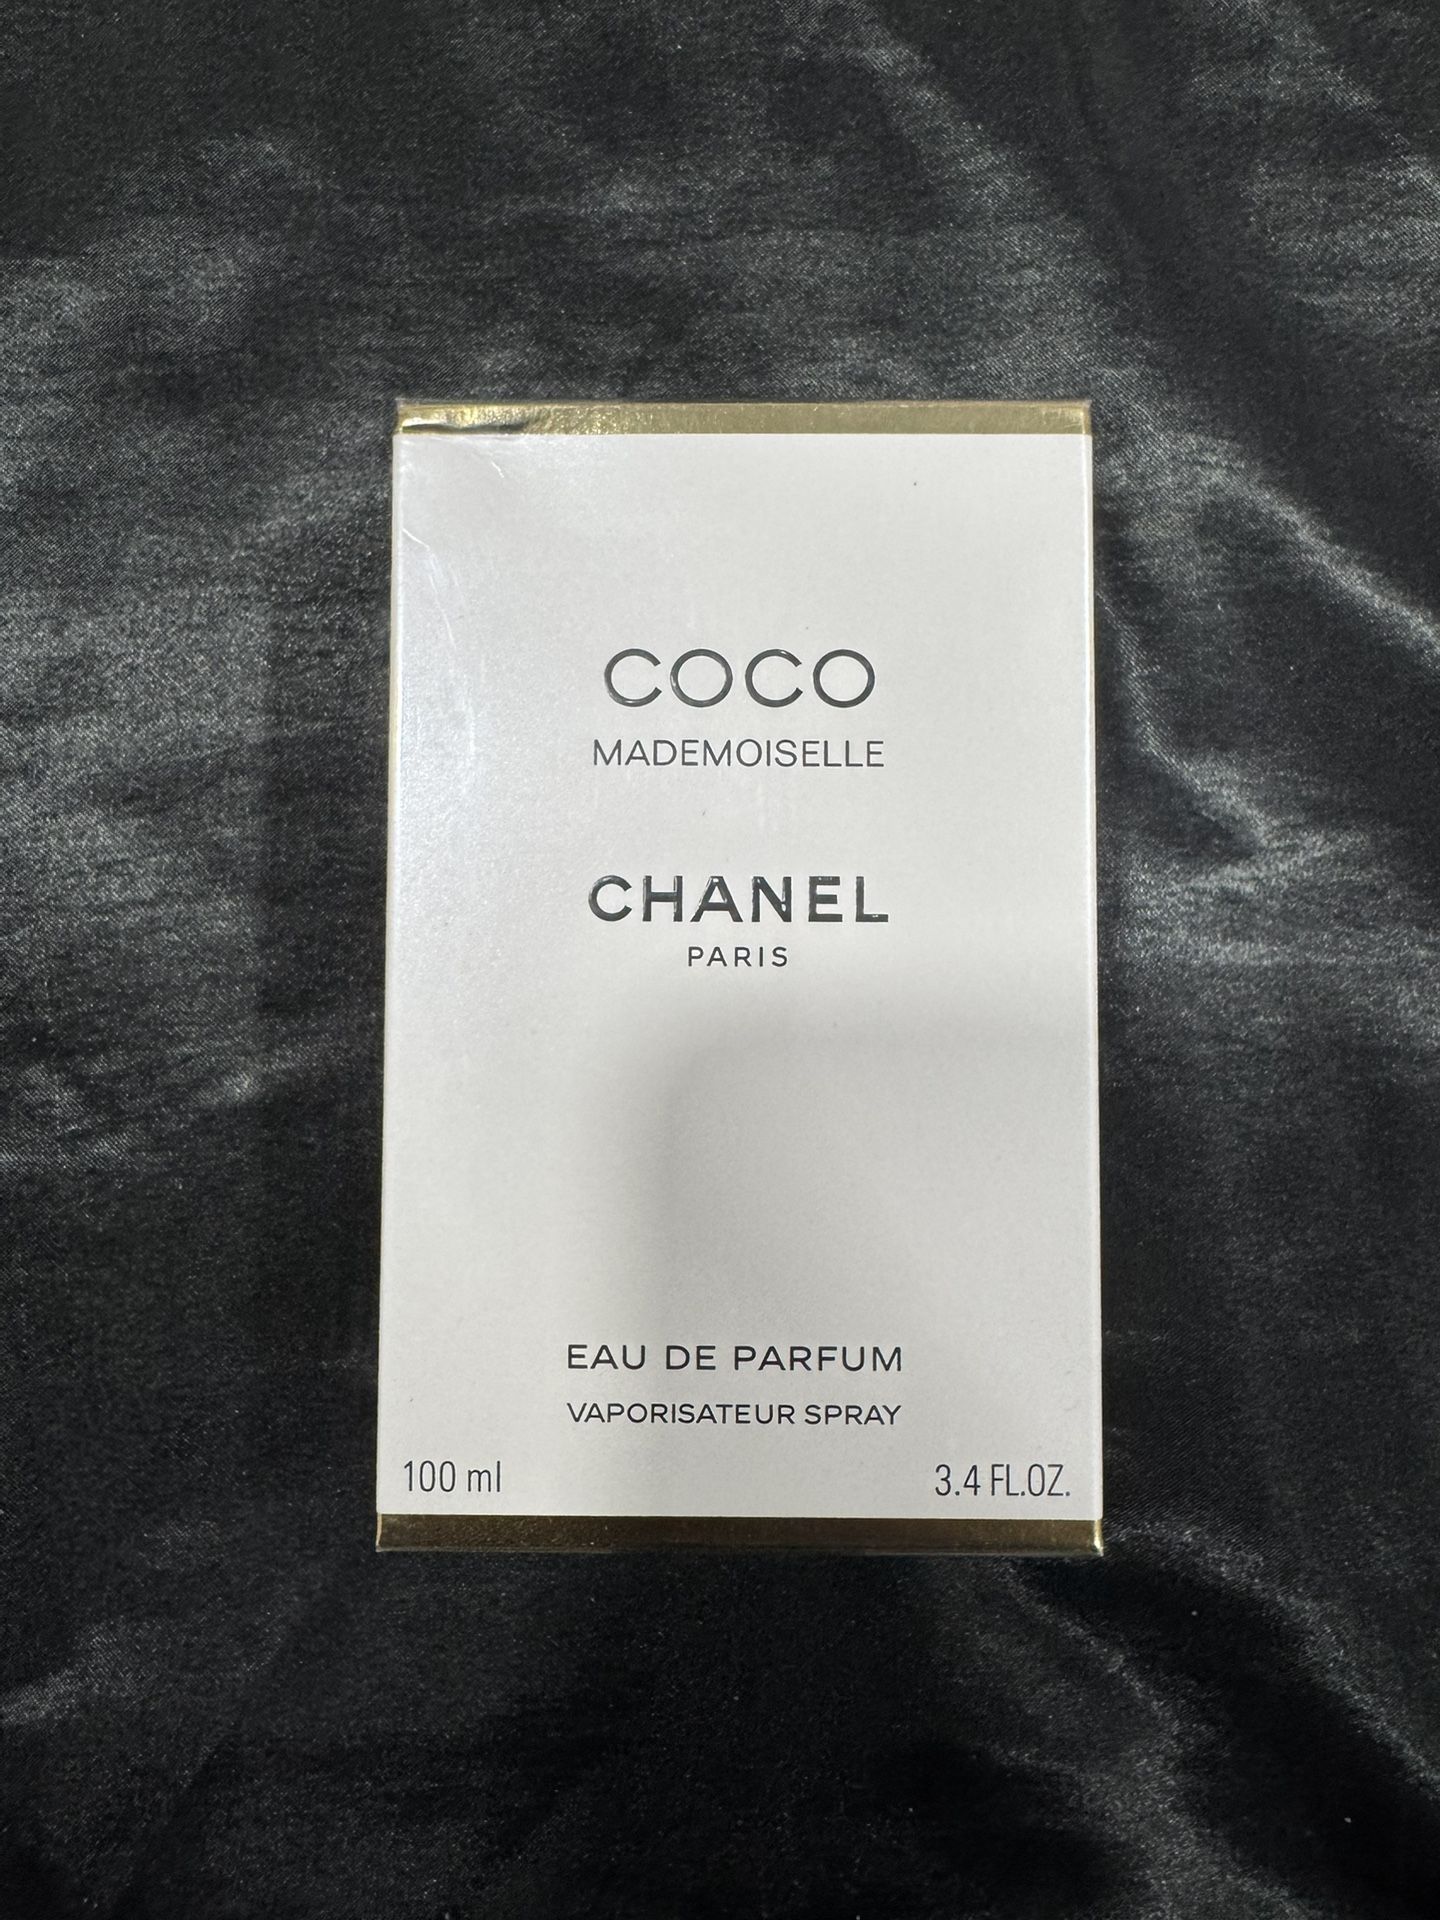 COCO
MADEMOISELLE
CHANEL
PARIS
EAU DE PARFUM
VAPORISATEUR SPRAY
100 ml 3.4 FL.OZ.